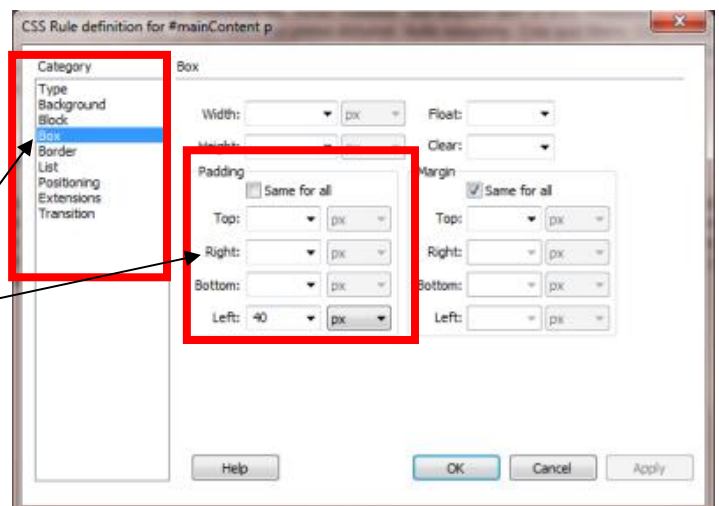 CSS Rule definition for #mainContent p
Category
Box
Type
Background
Block
Box
Border
List
Positioning
Extensions
Transition
Width: px Float:
Height: px Clear:
Padding Margin
Same for all Same for all
Top: px Top: px
Right: px Right: px
Bottom: px Bottom: px
Left: 40 px Left: px
Help OK Cancel Apply